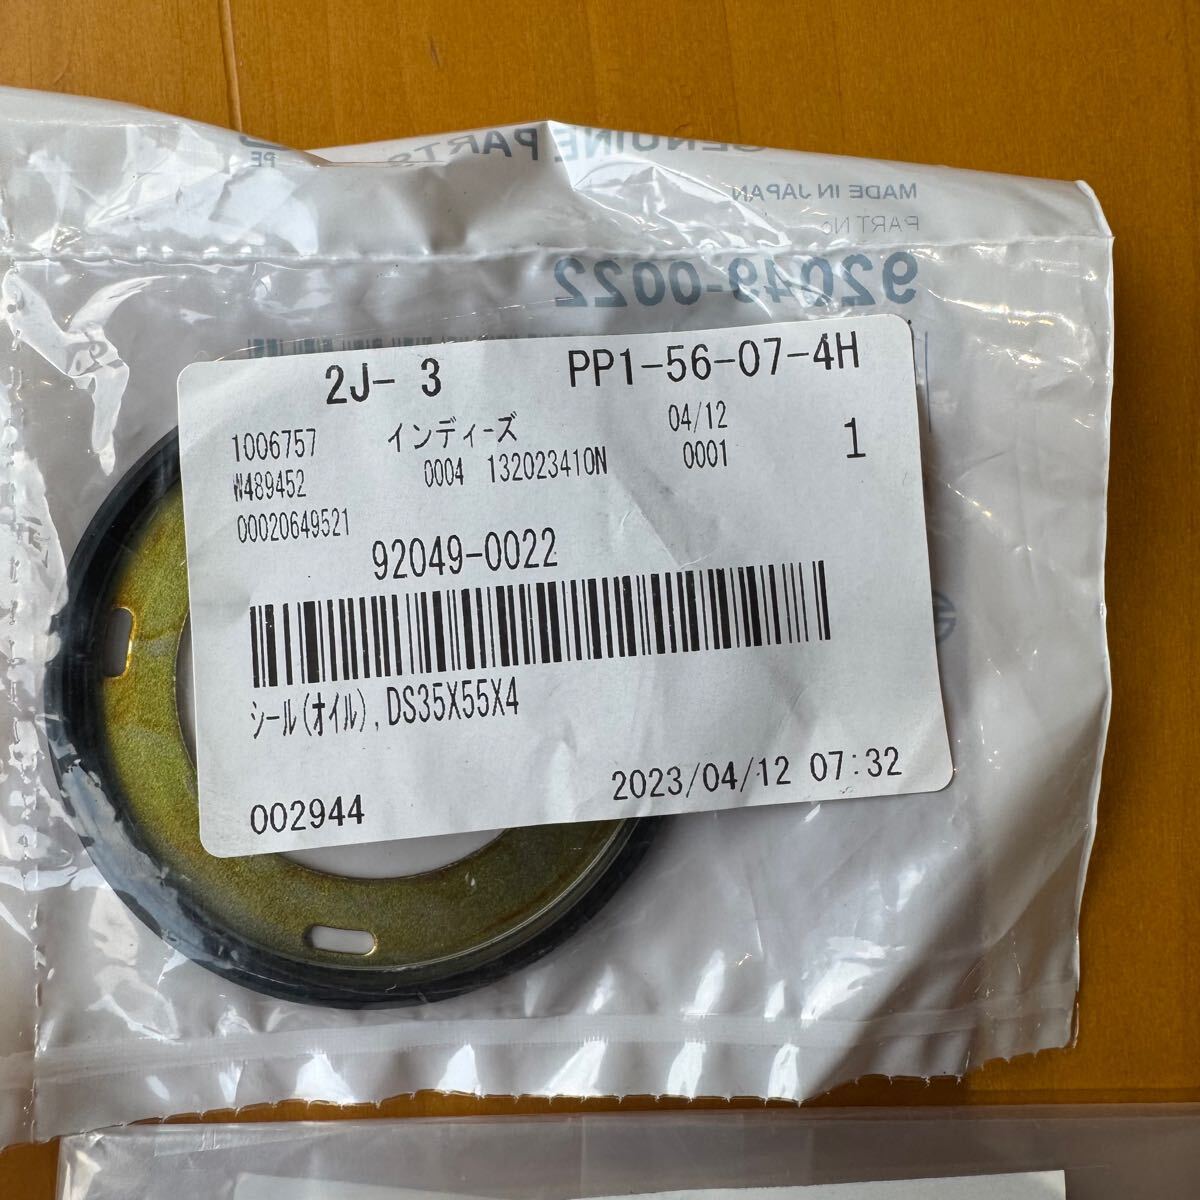 GENUINE PARTS
PE
MADE IN JAPAN
PART No
92049-0022
2J- 3 PP1-56-07-4H
1006757 インディ-ズ 04/12
W489452 0004 132023410N 0001 1
00020649521
92049-0022
シール(オイル),DS35X55X4
002944 2023/04/12 07:32